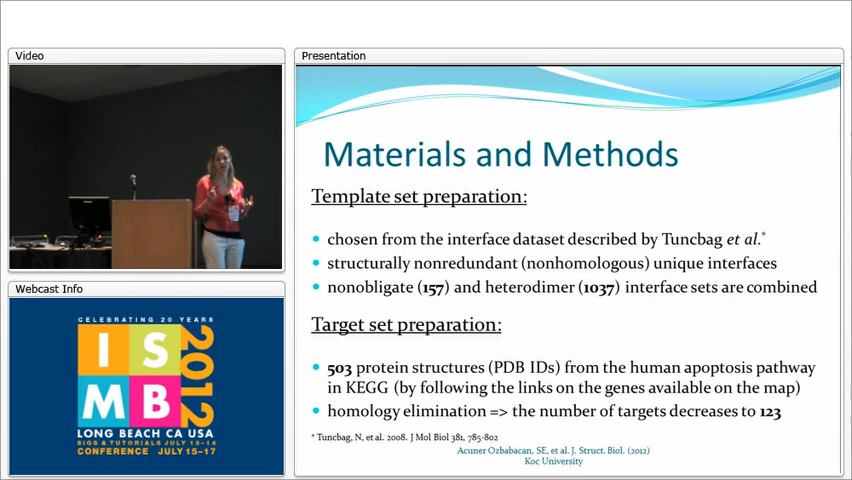 Video
Presentation
Materials and Methods
Template set preparation:
• chosen from the interface dataset described by Tuncbag et al.*
• structurally nonredundant (nonhomologous) unique interfaces
• nonobligate (157) and heterodimer (1037) interface sets are combined
Target set preparation:
• 503 protein structures (PDB IDs) from the human apoptosis pathway
in KEGG (by following the links on the genes available on the map)
• homology elimination => the number of targets decreases to 123
* Tuncbag, N, et al. 2008. J Mol Biol 381, 785-802
Acuner Ozbabacan, SE, et al. J. Struct. Biol. (2012)
Koc University
Webcast Info
CELEBRATING 20 YEARS
IS
MB
2012
LONG BEACH CA USA
SIGS & TUTORIALS JULY 13-14
CONFERENCE JULY 15-17